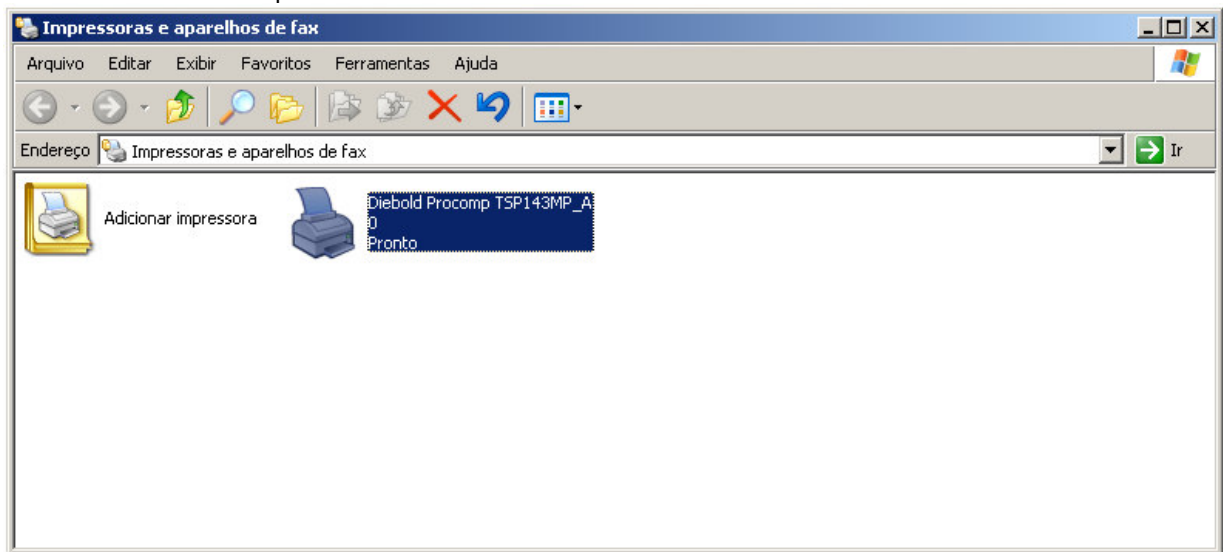 Impressoras e aparelhos de fax
Arquivo Editar Exibir Favoritos Ferramentas Ajuda
Endereço Impressoras e aparelhos de fax Ir
Adicionar impressora
Diebold Procomp TSP143MP_A
0
Pronto